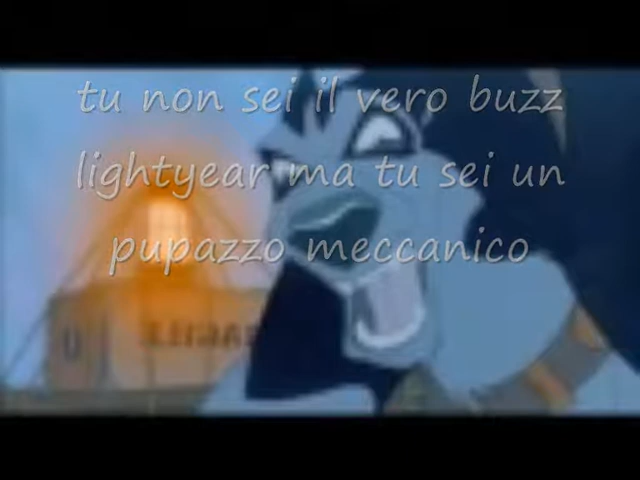 tu non sei il vero buzz
lightyear ma tu sei un
pupazzo meccanico